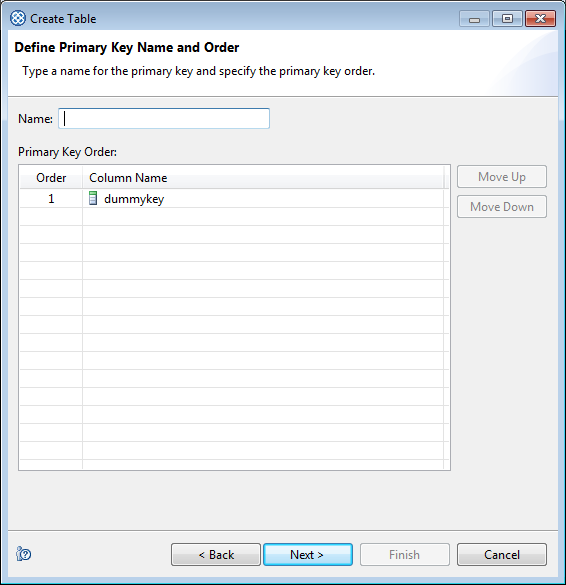 Create Table
Define Primary Key Name and Order
Type a name for the primary key and specify the primary key order.
Name:
Primary Key Order:
Order Column Name
1 dummykey
Move Up
Move Down
< Back Next > Finish Cancel